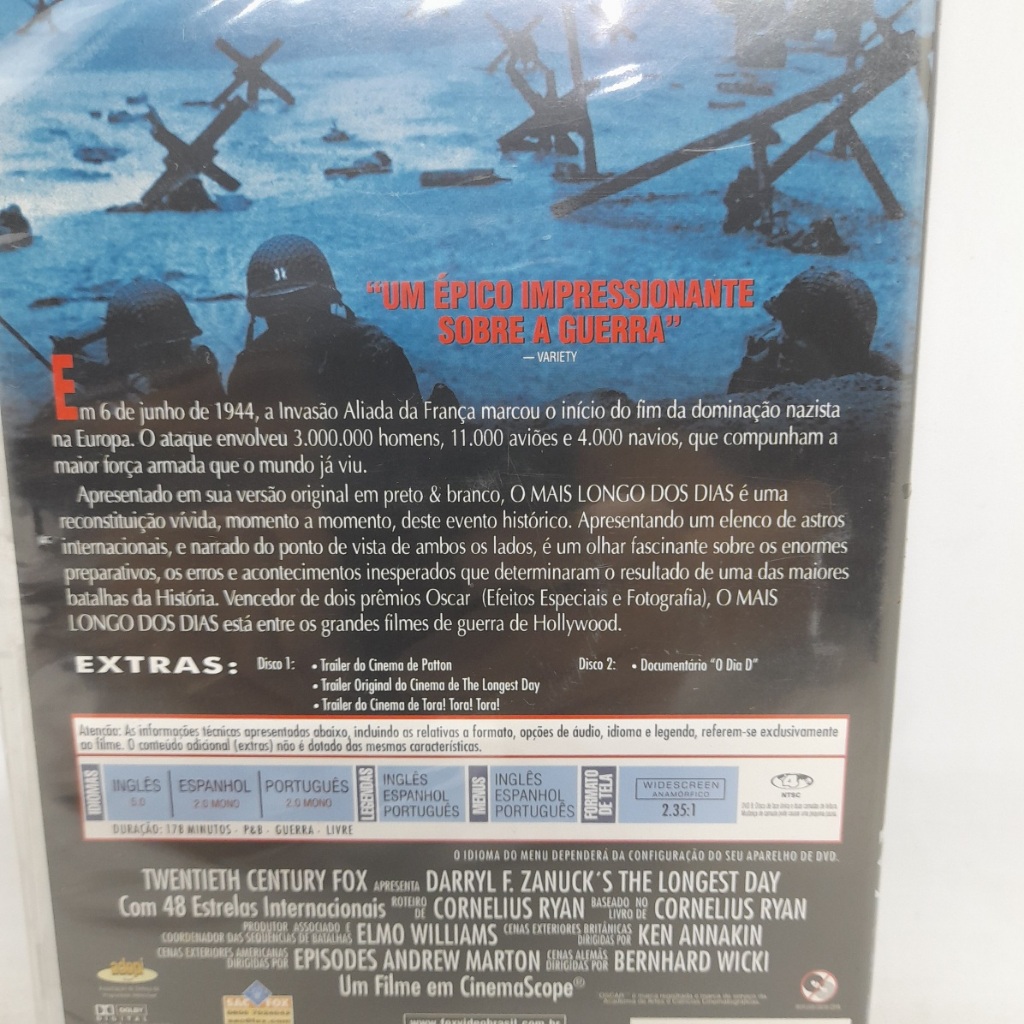 "UM ÉPICO IMPRESSIONANTE
SOBRE A GUERRA"
— VARIETY
Em 6 de junho de 1944, a Invasão Aliada da França marcou o início do fim da dominação nazista
na Europa. O ataque envolveu 3.000.000 homens, 11.000 aviões e 4.000 navios, que compunham a
maior força armada que o mundo já viu.
Apresentado em sua versão original em preto & branco, O MAIS LONGO DOS DIAS é uma
reconstituição vívida, momento a momento, deste evento histórico. Apresentando um elenco de astros
internacionais, e narrado do ponto de vista de ambos os lados, é um olhar fascinante sobre os enormes
preparativos, os erros e acontecimentos inesperados que determinaram o resultado de uma das maiores
batalhas da História. Vencedor de dois prêmios Oscar (Efeitos Especiais e Fotografia), O MAIS
LONGO DOS DIAS está entre os grandes filmes de guerra de Hollywood.
EXTRAS: Disco 1: • Trailer do Cinema de Patton Disco 2: • Documentário "O Dia D"
• Trailer Original do Cinema de The Longest Day
• Trailer do Cinema de Tora! Tora! Tora!
Atenção: As informações técnicas apresentadas abaixo, incluindo as relativas a formato, opções de áudio, idioma e legenda, referem-se exclusivamente
ao filme. O conteúdo adicional (extras) não é dotado das mesmas características.
IDIOMAS INGLÊS 5.0 ESPANHOL 2.0 MONO PORTUGUÊS 2.0 MONO
LEGENDAS INGLÊS ESPANHOL PORTUGUÊS
MENUS INGLÊS ESPANHOL PORTUGUÊS
FORMATO DE TELA WIDESCREEN ANAMÓRFICO 2.35:1
4 NTSC
DURAÇÃO: 178 MINUTOS - P&B - GUERRA - LIVRE
O IDIOMA DO MENU DEPENDERÁ DA CONFIGURAÇÃO DO SEU APARELHO DE DVD.
TWENTIETH CENTURY FOX APRESENTA DARRYL F. ZANUCK'S THE LONGEST DAY
Com 48 Estrelas Internacionais ROTEIRO DE CORNELIUS RYAN BASEADO NO LIVRO DE CORNELIUS RYAN
PRODUTOR ASSOCIADO E COORDENADOR DAS SEQUÊNCIAS DE BATALHAS ELMO WILLIAMS CENAS EXTERIORES BRITÂNICAS DIRIGIDAS POR KEN ANNAKIN
CENAS EXTERIORES AMERICANAS DIRIGIDAS POR EPISODES ANDREW MARTON CENAS ALEMÃS DIRIGIDAS POR BERNHARD WICKI
Um Filme em CinemaScope®
adepi
DOLBY
DIGITAL
SAC FOX
www.foxvideobrasil.com.br